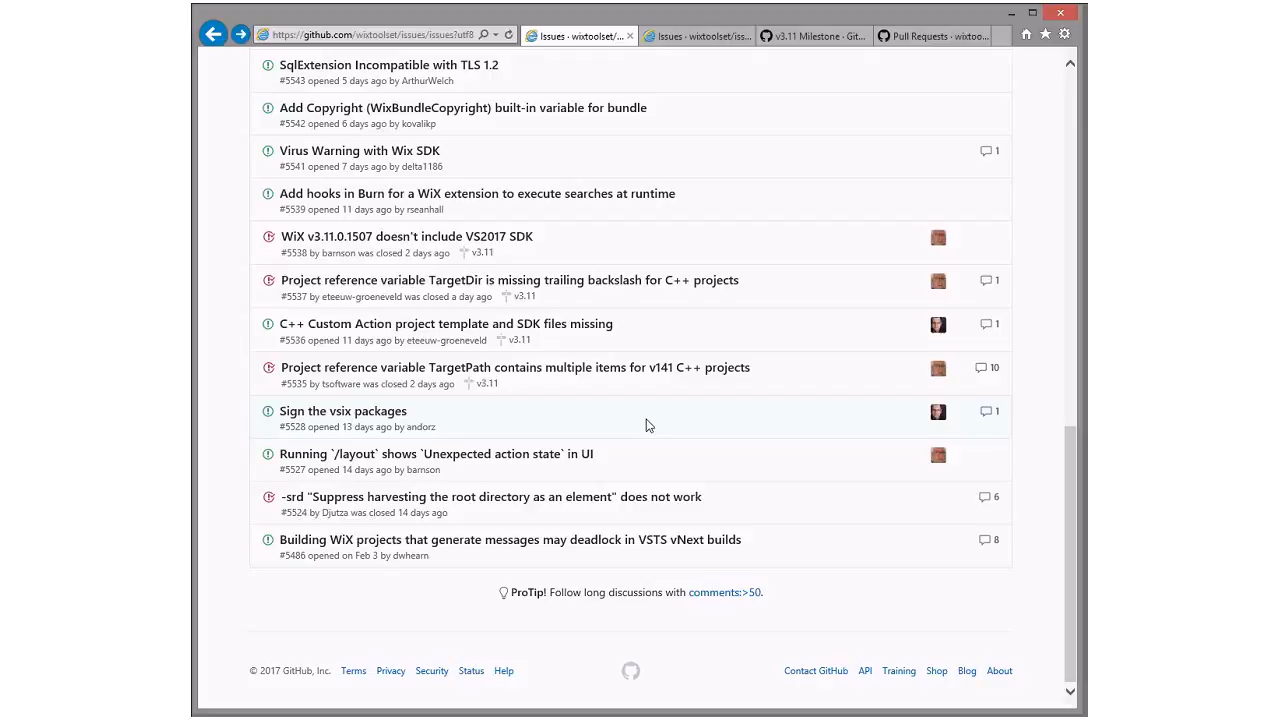 https://github.com/wixtoolset/issues/issues?utf8
Issues · wixtoolset/...
Issues · wixtoolset/iss...
v3.11 Milestone · Git...
Pull Requests · wixtoo...
SqlExtension Incompatible with TLS 1.2
#5543 opened 5 days ago by ArthurWelch
Add Copyright (WixBundleCopyright) built-in variable for bundle
#5542 opened 6 days ago by kovalikp
Virus Warning with Wix SDK
1
#5541 opened 7 days ago by delta1186
Add hooks in Burn for a WiX extension to execute searches at runtime
#5539 opened 11 days ago by rseanhall
WiX v3.11.0.1507 doesn't include VS2017 SDK
#5538 by barnson was closed 2 days ago v3.11
Project reference variable TargetDir is missing trailing backslash for C++ projects
1
#5537 by eteeuw-groeneveld was closed a day ago v3.11
C++ Custom Action project template and SDK files missing
1
#5536 opened 11 days ago by eteeuw-groeneveld v3.11
Project reference variable TargetPath contains multiple items for v141 C++ projects
10
#5535 by tsoftware was closed 2 days ago v3.11
Sign the vsix packages
1
#5528 opened 13 days ago by andorz
Running `/layout` shows `Unexpected action state` in UI
#5527 opened 14 days ago by barnson
-srd "Suppress harvesting the root directory as an element" does not work
6
#5524 by Djutza was closed 14 days ago
Building WiX projects that generate messages may deadlock in VSTS vNext builds
8
#5486 opened on Feb 3 by dwhearn
ProTip! Follow long discussions with comments:>50.
© 2017 GitHub, Inc. Terms Privacy Security Status Help
Contact GitHub API Training Shop Blog About